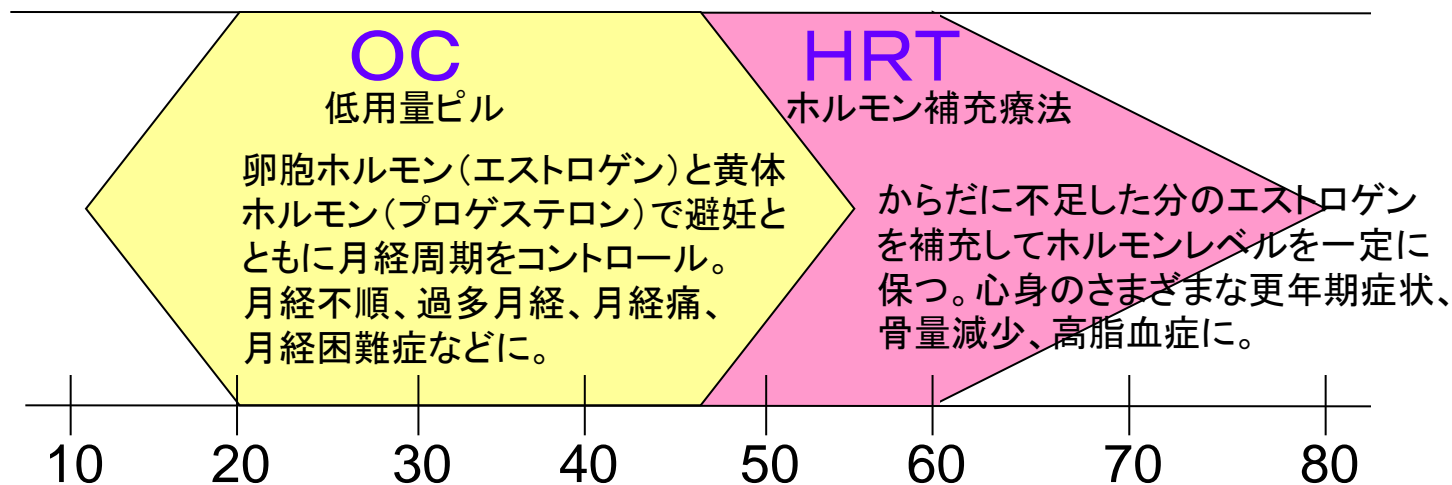 OC
低用量ピル
卵胞ホルモン（エストロゲン）と黄体
ホルモン（プロゲステロン）で避妊と
ともに月経周期をコントロール。
月経不順、過多月経、月経痛、
月経困難症などに。
HRT
ホルモン補充療法
からだに不足した分のエストロゲン
を補充してホルモンレベルを一定に
保つ。心身のさまざまな更年期症状、
骨量減少、高脂血症に。
10 20 30 40 50 60 70 80